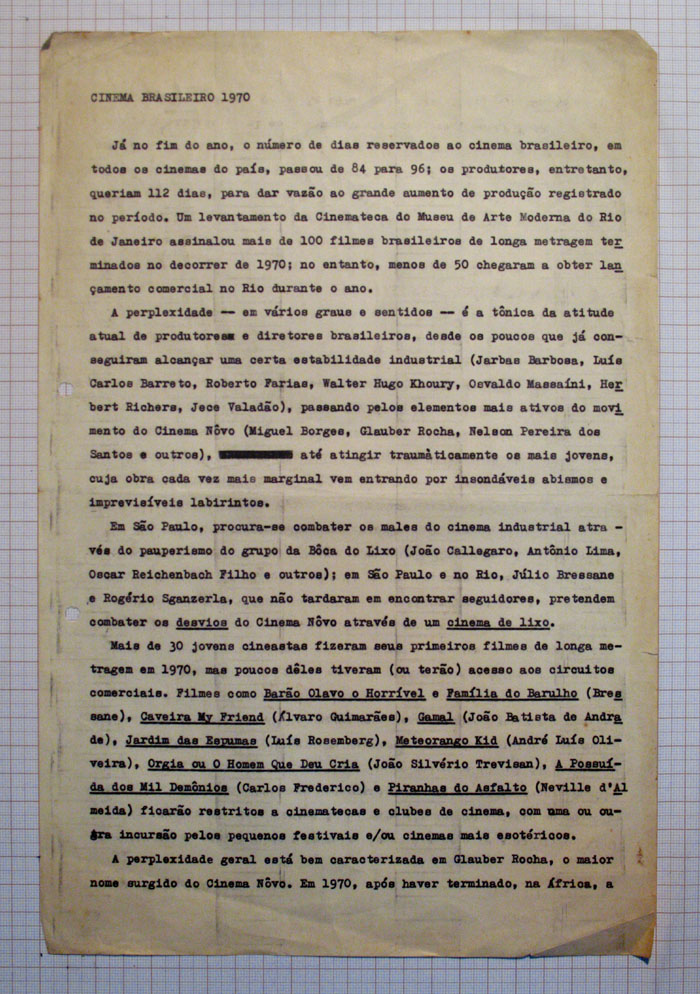 CINEMA BRASILEIRO 1970
Já no fim do ano, o número de dias reservados ao cinema brasileiro, em
todos os cinemas do país, passou de 84 para 96; os produtores, entretanto,
queriam 112 dias, para dar vazão ao grande aumento de produção registrado
no período. Um levantamento da Cinemateca do Museu de Arte Moderna do Rio
de Janeiro assinalou mais de 100 filmes brasileiros de longa metragem ter
minados no decorrer de 1970; no entanto, menos de 50 chegaram a obter lan
çamento comercial no Rio durante o ano.
A perplexidade -- em vários graus e sentidos -- é a tônica da atitude
atual de produtores e diretores brasileiros, desde os poucos que já con-
seguiram alcançar uma certa estabilidade industrial (Jarbas Barbosa, Luís
Carlos Barreto, Roberto Farias, Walter Hugo Khoury, Osvaldo Massaíni, Her
bert Richers, Jece Valadão), passando pelos elementos mais ativos do movi
mento do Cinema Nôvo (Miguel Borges, Glauber Rocha, Nelson Pereira dos
Santos e outros), até atingir traumàticamente os mais jovens,
cuja obra cada vez mais marginal vem entrando por insondáveis abismos e
imprevisíveis labirintos.
Em São Paulo, procura-se combater os males do cinema industrial atra -
vés do pauperismo do grupo da Bôca do Lixo (João Callegaro, Antônio Lima,
Oscar Reichenbach Filho e outros); em São Paulo e no Rio, Júlio Bressane
e Rogério Sganzerla, que não tardaram em encontrar seguidores, pretendem
combater os desvios do Cinema Nôvo através de um cinema de lixo.
Mais de 30 jovens cineastas fizeram seus primeiros filmes de longa me-
tragem em 1970, mas poucos dêles tiveram (ou terão) acesso aos circuitos
comerciais. Filmes como Barão Olavo o Horrível e Família do Barulho (Bres
sane), Caveira My Friend (Álvaro Guimarães), Gamal (João Batista de Andra
de), Jardim das Espumas (Luís Rosemberg), Meteorango Kid (André Luís Oli-
veira), Orgia ou O Homem Que Deu Cria (João Silvério Trevisan), A Possuí-
da dos Mil Demônios (Carlos Frederico) e Piranhas do Asfalto (Neville d'Al
meida) ficarão restritos a cinematecas e clubes de cinema, com uma ou ou-
tra incursão pelos pequenos festivais e/ou cinemas mais esotéricos.
A perplexidade geral está bem caracterizada em Glauber Rocha, o maior
nome surgido do Cinema Nôvo. Em 1970, após haver terminado, na África, a